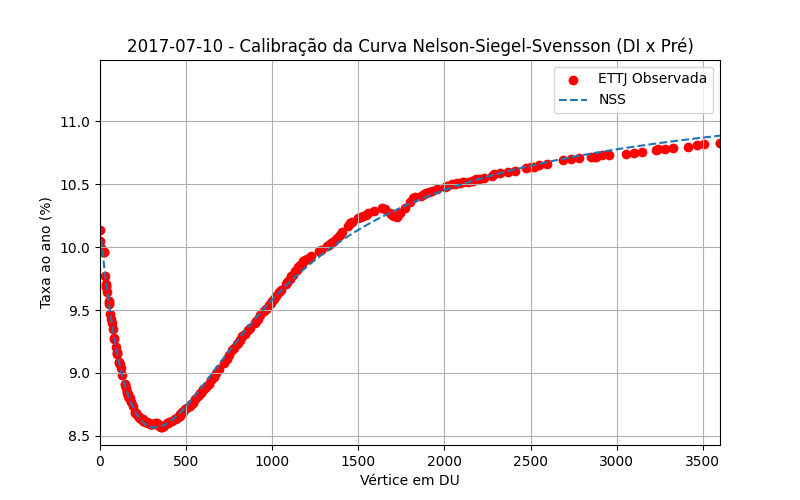 2017-07-10 - Calibração da Curva Nelson-Siegel-Svensson (DI x Pré)
ETTJ Observada
NSS
Taxa ao ano (%)
11.0
10.5
10.0
9.5
9.0
8.5
0 500 1000 1500 2000 2500 3000 3500
Vértice em DU